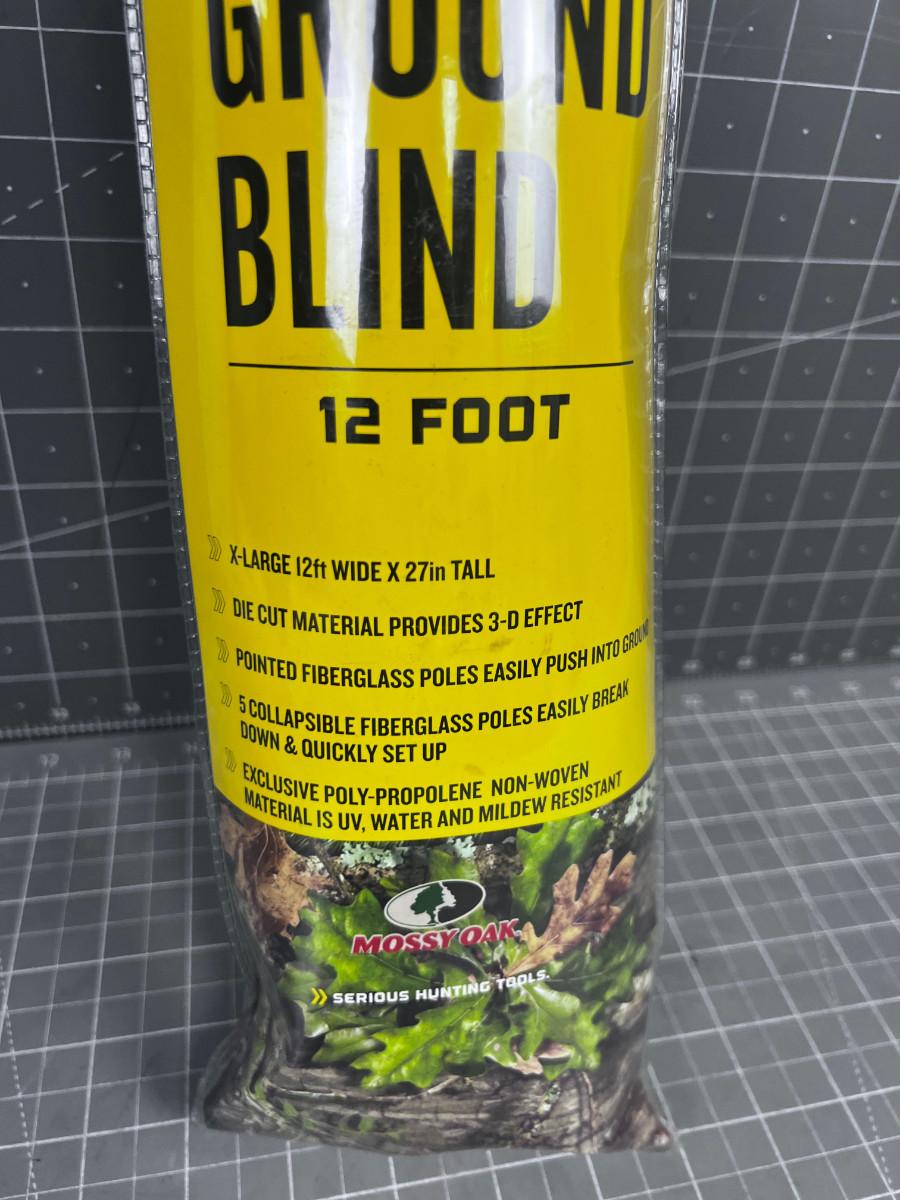 GROUND
BLIND
12 FOOT
X-LARGE 12ft WIDE X 27in TALL
DIE CUT MATERIAL PROVIDES 3-D EFFECT
POINTED FIBERGLASS POLES EASILY PUSH INTO GROUND
5 COLLAPSIBLE FIBERGLASS POLES EASILY BREAK
DOWN & QUICKLY SET UP
EXCLUSIVE POLY-PROPOLENE NON-WOVEN
MATERIAL IS UV, WATER AND MILDEW RESISTANT
MOSSY OAK.
SERIOUS HUNTING TOOLS.